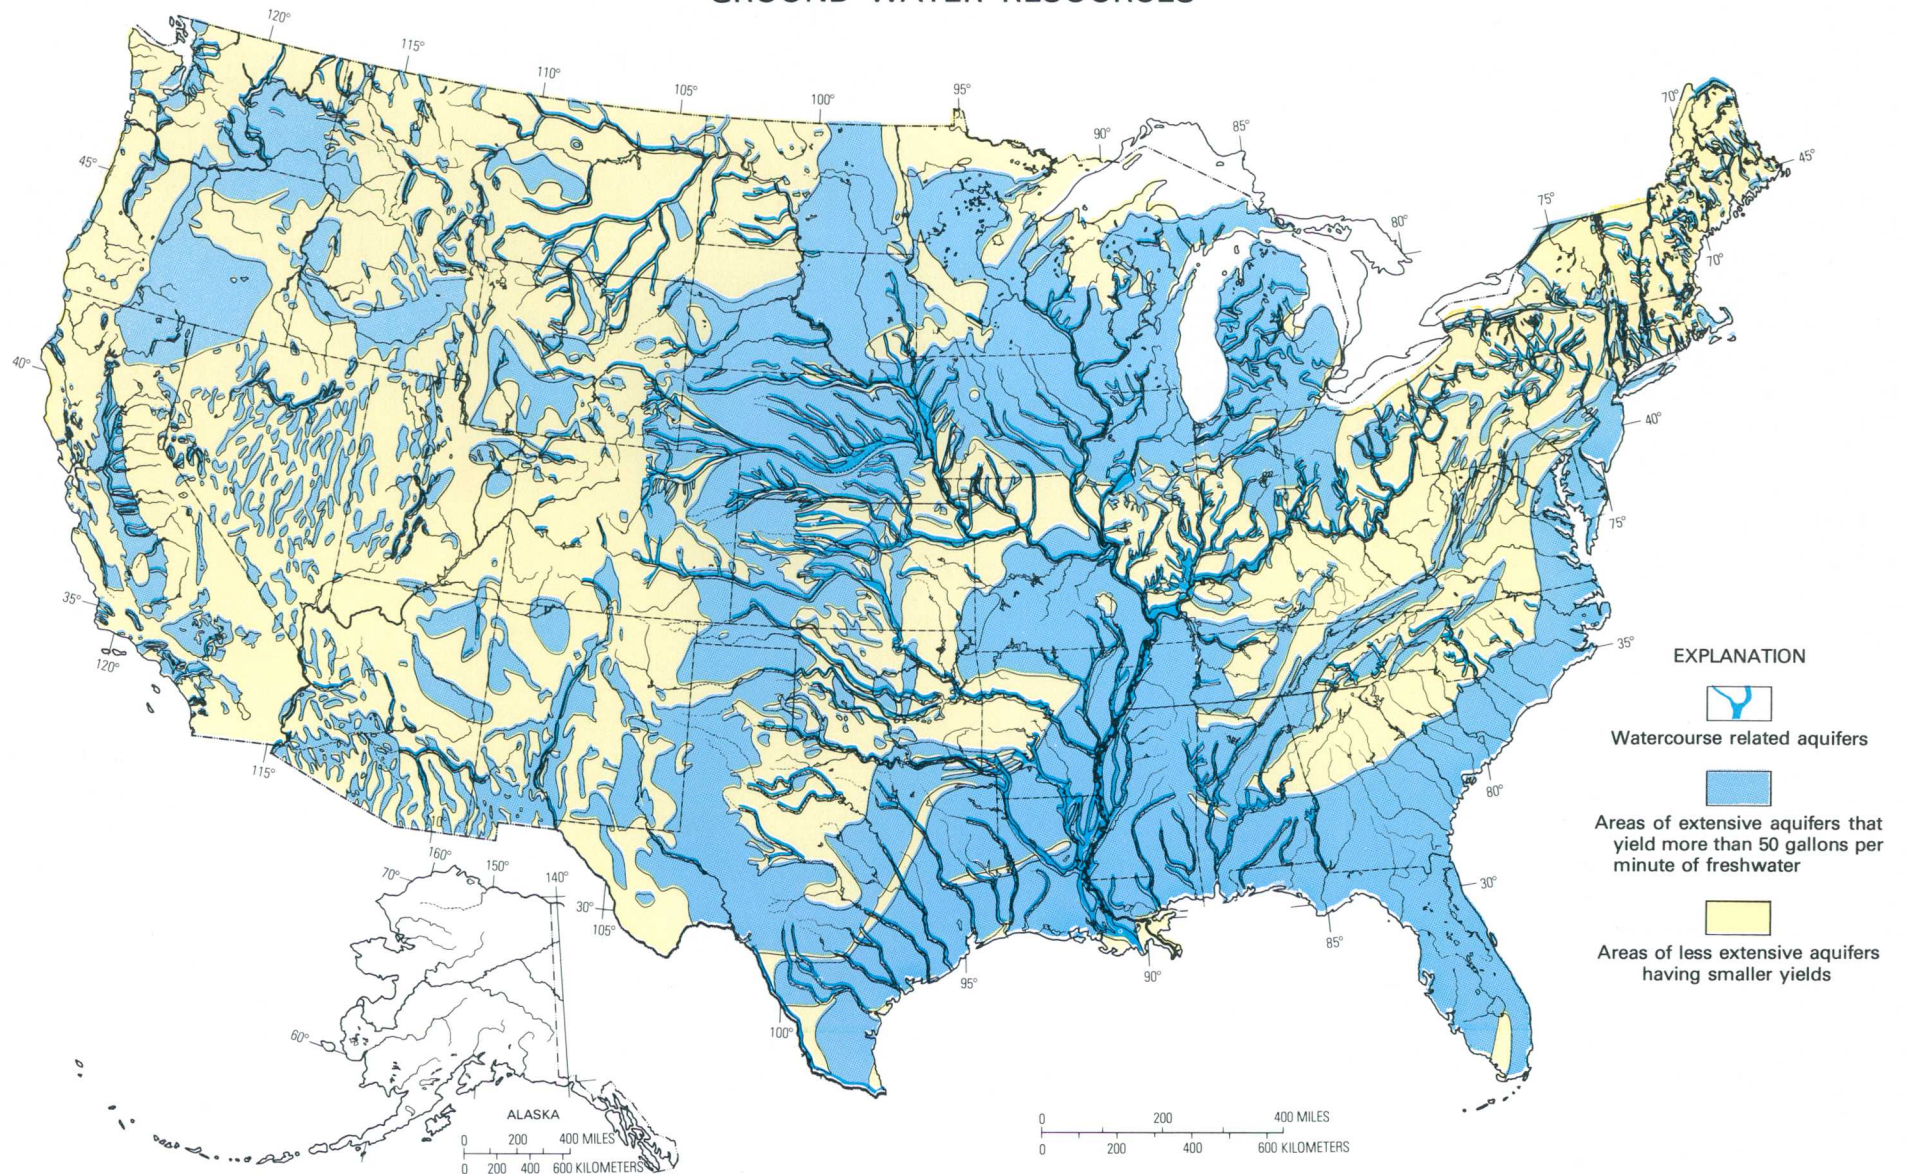 GROUND WATER RESOURCES
120°
115°
110°
105°
100°
95°
90°
85°
80°
75°
70°
70°
45°
45°
40°
40°
35°
35°
120°
115°
110°
75°
80°
30°
85°
90°
95°
100°
30°
105°
160°
150°
140°
70°
60°
EXPLANATION
Watercourse related aquifers
Areas of extensive aquifers that
yield more than 50 gallons per
minute of freshwater
Areas of less extensive aquifers
having smaller yields
ALASKA
0 200 400 MILES
0 200 400 600 KILOMETERS
0 200 400 MILES
0 200 400 600 KILOMETERS